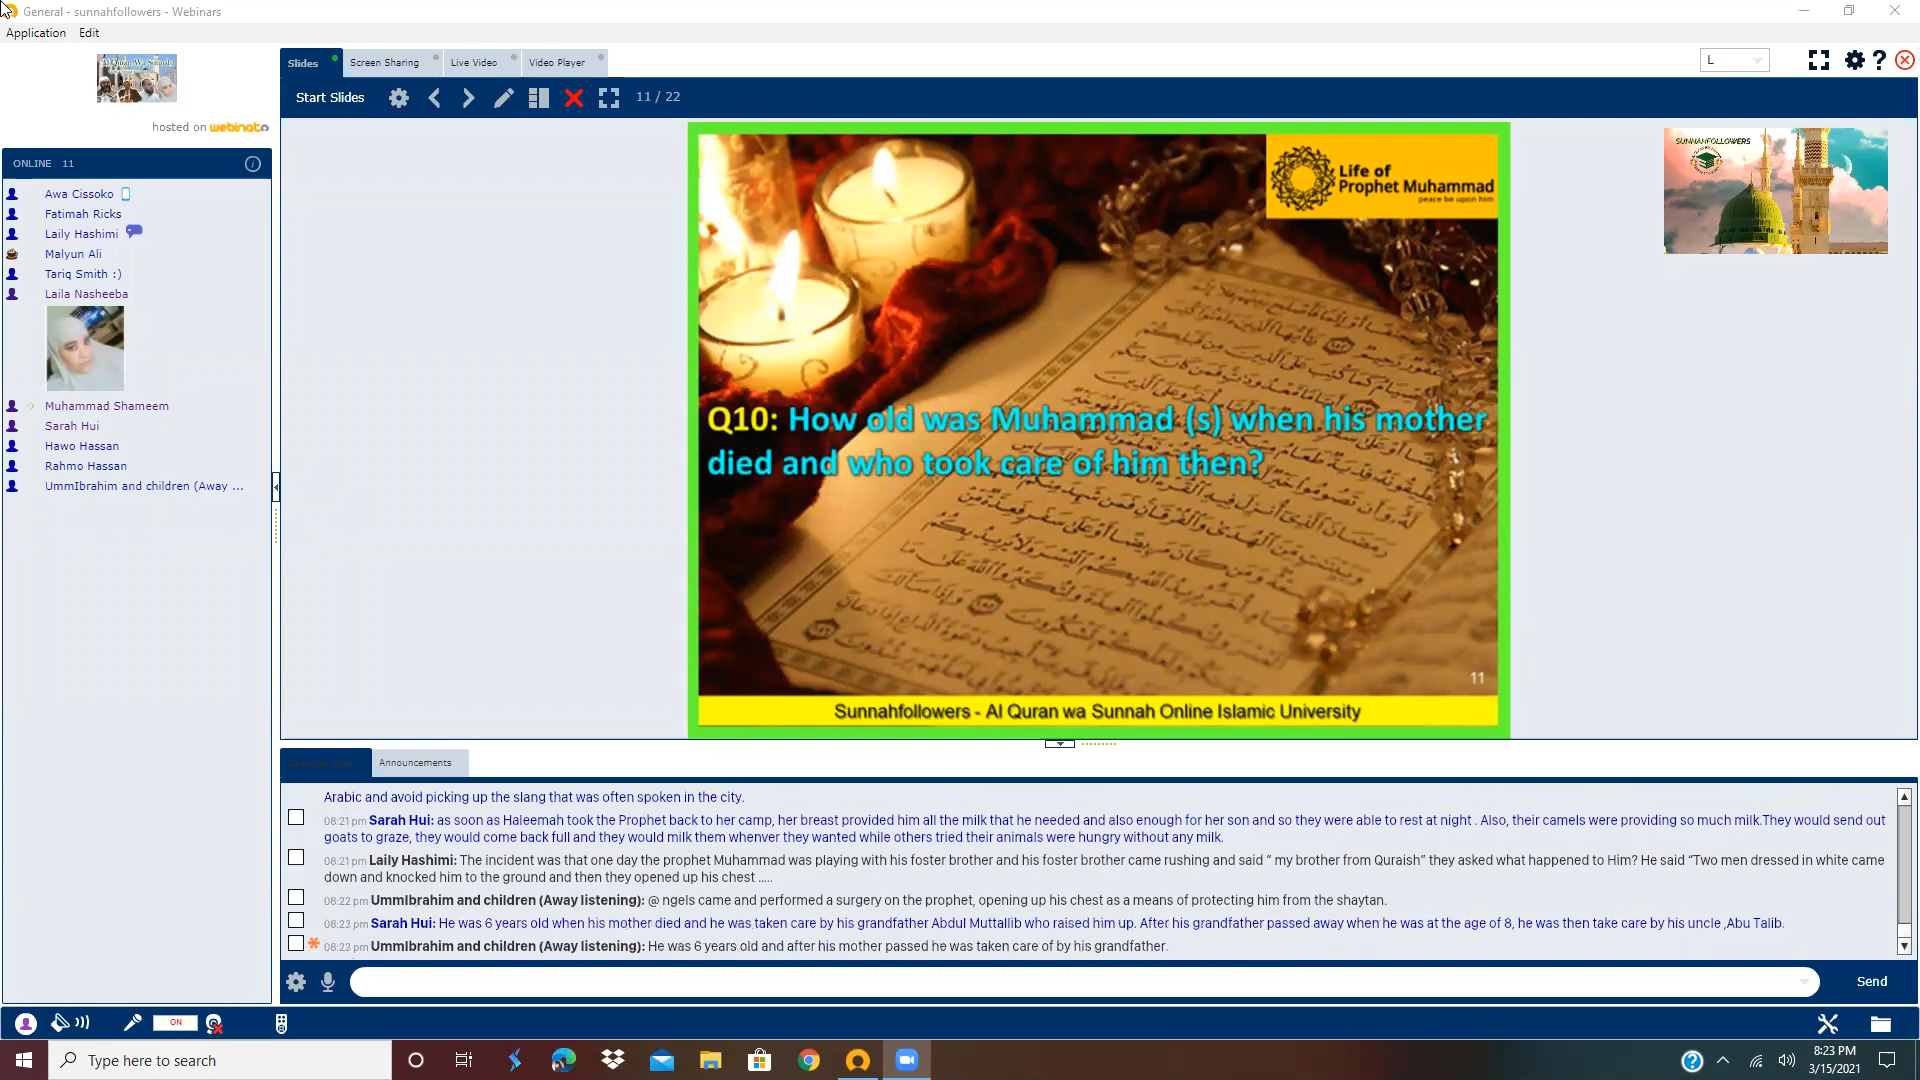 General - sunnahfollowers - Webinars
Application Edit
hosted on webinato
ONLINE 11
Awa Cissoko
Fatimah Ricks
Laily Hashimi
Malyun Ali
Tariq Smith :)
Laila Nasheeba
Muhammad Shameem
Sarah Hui
Hawo Hassan
Rahmo Hassan
UmmIbrahim and children (Away ...
Slides Screen Sharing Live Video Video Player
L
Start Slides 11 / 22
Life of
Prophet Muhammad
peace be upon him
SUNNAHFOLLOWERS
Q10: How old was Muhammad (s) when his mother
died and who took care of him then?
11
Sunnahfollowers - Al Quran wa Sunnah Online Islamic University
Announcements
Arabic and avoid picking up the slang that was often spoken in the city.
08:21 pm Sarah Hui: as soon as Haleemah took the Prophet back to her camp, her breast provided him all the milk that he needed and also enough for her son and so they were able to rest at night . Also, their camels were providing so much milk.They would send out
goats to graze, they would come back full and they would milk them whenver they wanted while others tried their animals were hungry without any milk.
08:21 pm Laily Hashimi: The incident was that one day the prophet Muhammad was playing with his foster brother and his foster brother came rushing and said “ my brother from Quraish” they asked what happened to Him? He said “Two men dressed in white came
down and knocked him to the ground and then they opened up his chest .....
08:22 pm UmmIbrahim and children (Away listening): @ ngels came and performed a surgery on the prophet, opening up his chest as a means of protecting him from the shaytan.
08:23 pm Sarah Hui: He was 6 years old when his mother died and he was taken care by his grandfather Abdul Muttallib who raised him up. After his grandfather passed away when he was at the age of 8, he was then take care by his uncle ,Abu Talib.
08:23 pm UmmIbrahim and children (Away listening): He was 6 years old and after his mother passed he was taken care of by his grandfather.
Send
ON
Type here to search
8:23 PM
3/15/2021